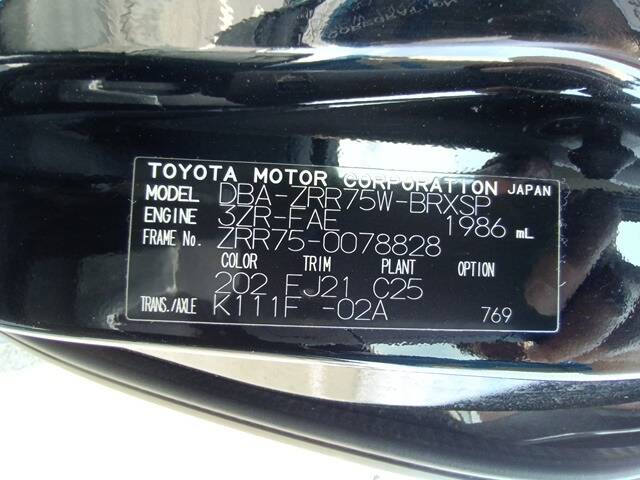 TOYOTA MOTOR CORPORATION JAPAN
MODEL DBA-ZRR75W-BRXSP
ENGINE 3ZR-FAE 1986 mL
FRAME No. ZRR75-0078828
COLOR TRIM PLANT OPTION
202 FJ21 C25
TRANS./AXLE K111F -02A 769